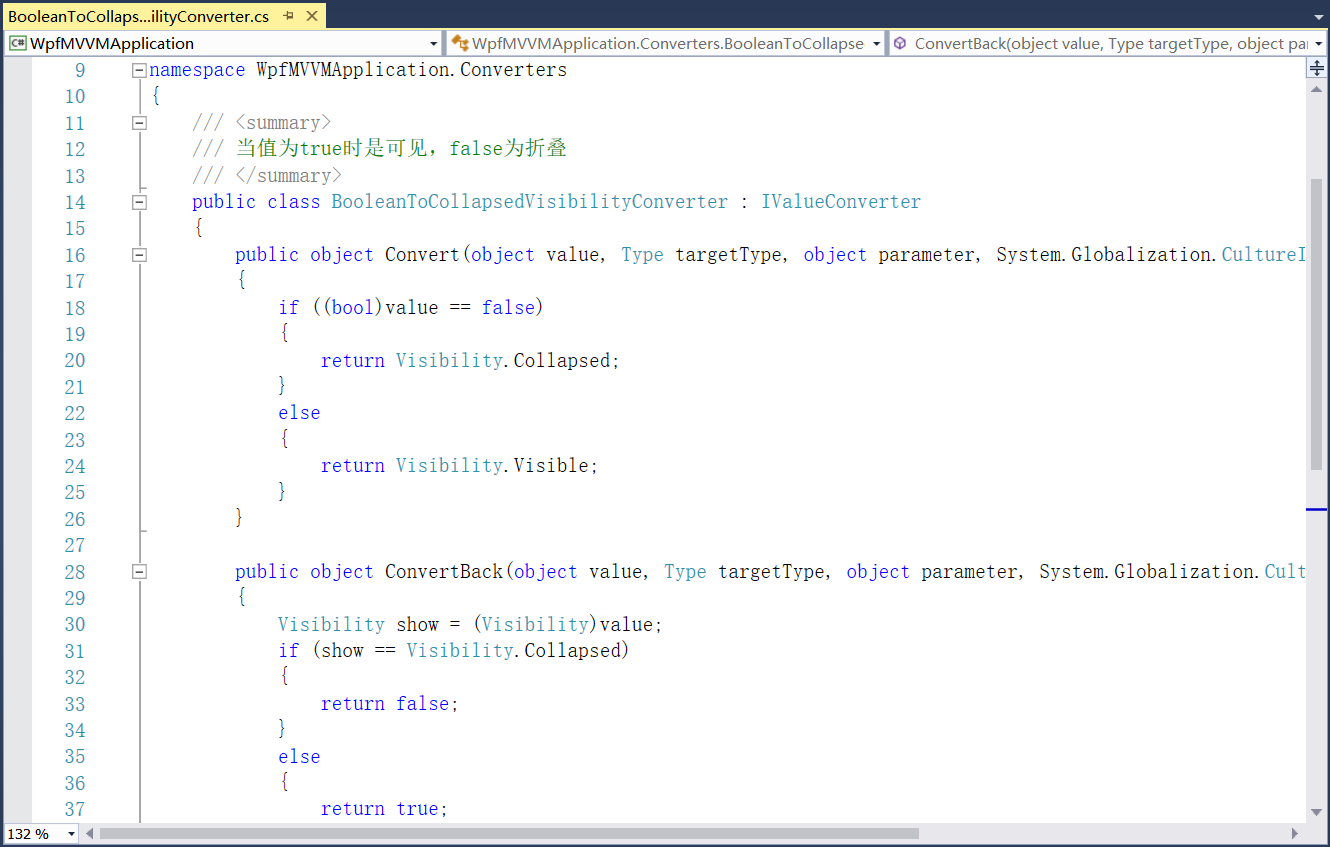 BooleanToCollaps...ilityConverter.cs
C# WpfMVVMApplication
WpfMVVMApplication.Converters.BooleanToCollapse
ConvertBack(object value, Type targetType, object par
9 namespace WpfMVVMApplication.Converters
10 {
11 /// <summary>
12 /// 当值为true时是可见，false为折叠
13 /// </summary>
14 public class BooleanToCollapsedVisibilityConverter : IValueConverter
15 {
16 public object Convert(object value, Type targetType, object parameter, System.Globalization.CultureI
17 {
18 if ((bool)value == false)
19 {
20 return Visibility.Collapsed;
21 }
22 else
23 {
24 return Visibility.Visible;
25 }
26 }
27
28 public object ConvertBack(object value, Type targetType, object parameter, System.Globalization.Cult
29 {
30 Visibility show = (Visibility)value;
31 if (show == Visibility.Collapsed)
32 {
33 return false;
34 }
35 else
36 {
37 return true;
132 %